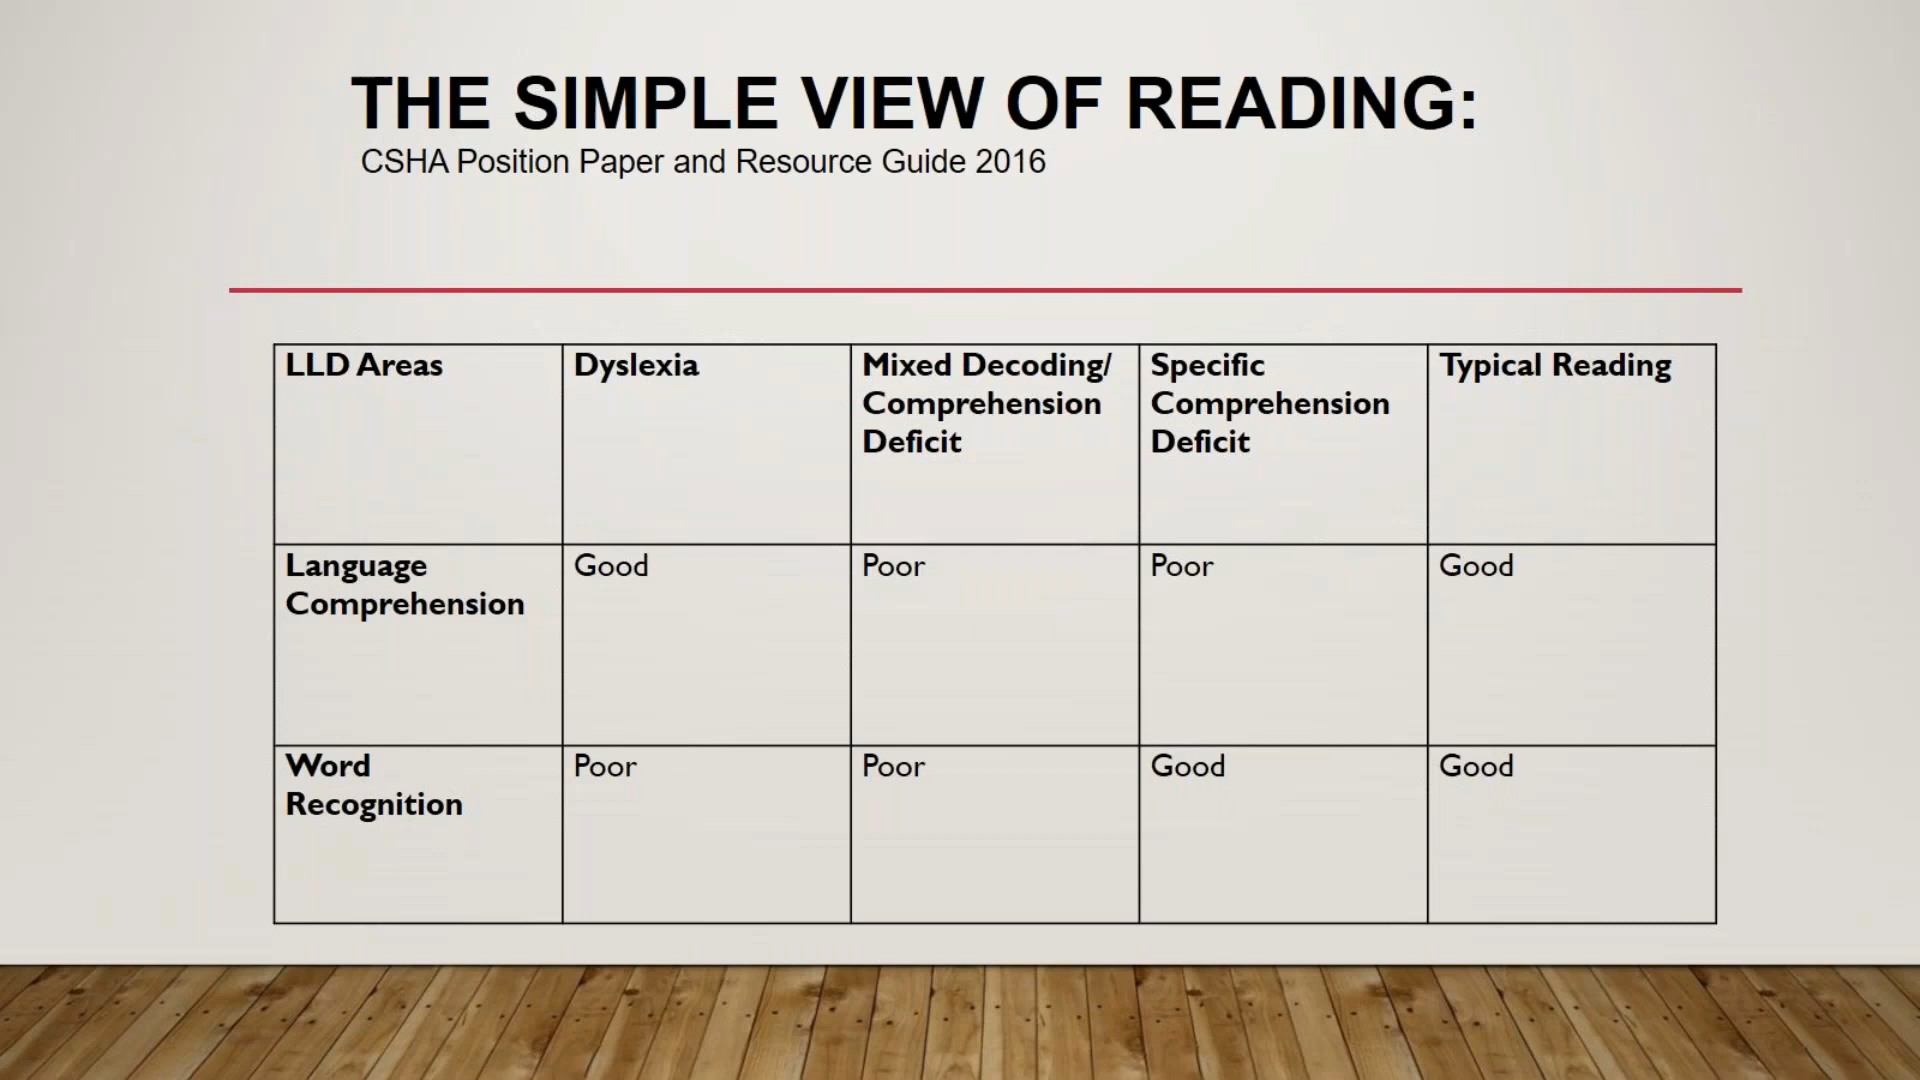 THE SIMPLE VIEW OF READING:
CSHA Position Paper and Resource Guide 2016
LLD Areas
Dyslexia
Mixed Decoding/
Comprehension
Deficit
Specific
Comprehension
Deficit
Typical Reading
Language
Comprehension
Good
Poor
Poor
Good
Word
Recognition
Poor
Poor
Good
Good